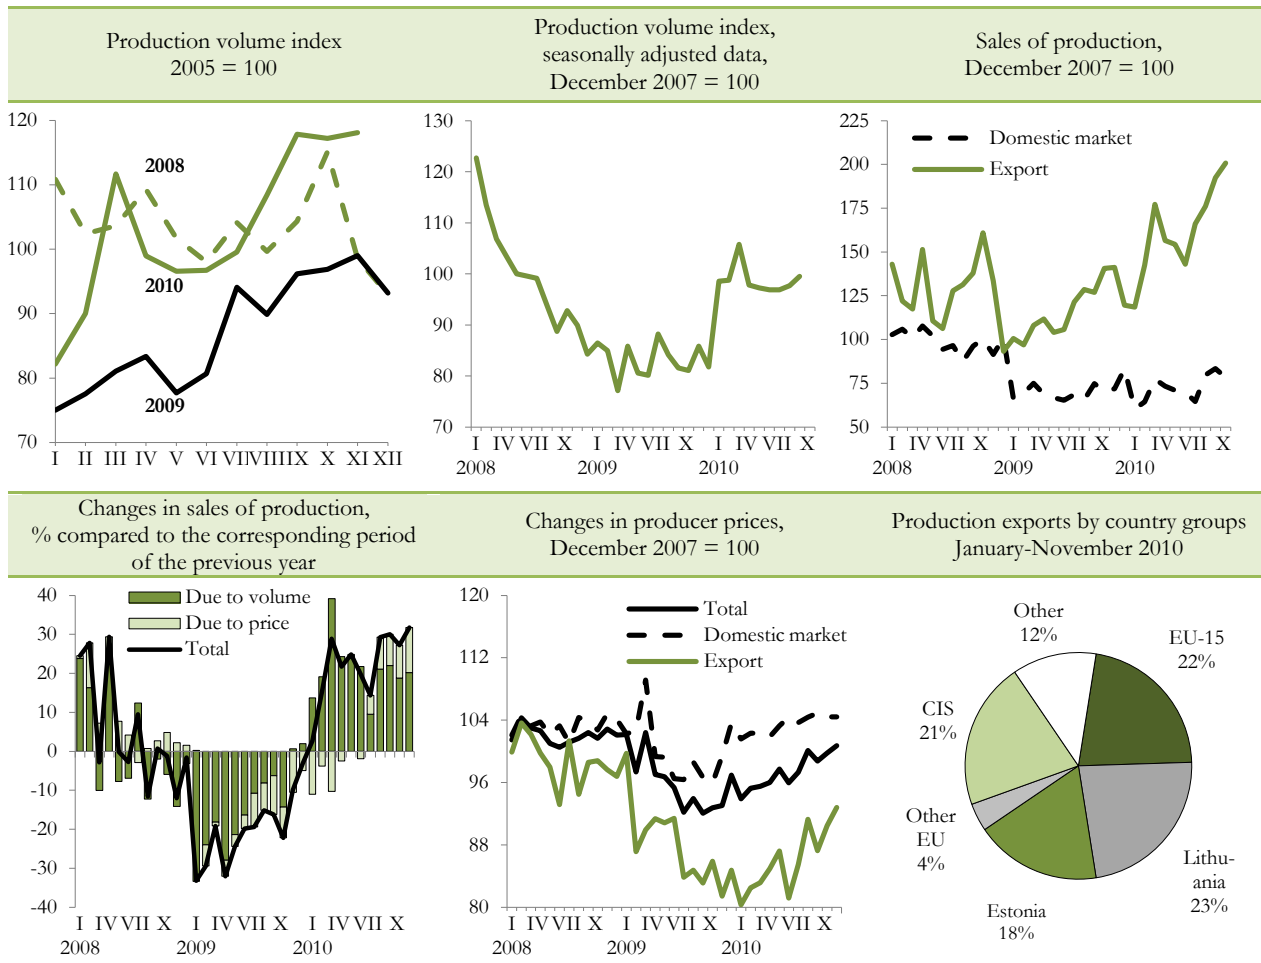 Production volume index
2005 = 100
Production volume index,
seasonally adjusted data,
December 2007 = 100
Sales of production,
December 2007 = 100
120
110
100
90
80
70
2008
2010
2009
I II III IV V VI VII VIII IX X XI XII
130
120
110
100
90
80
70
I IV VII X I IV VII X I IV VII X
2008 2009 2010
225
200
175
150
125
100
75
50
Domestic market
Export
I IV VII X I IV VII X I IV VII X
2008 2009 2010
Changes in sales of production,
% compared to the corresponding period
of the previous year
Changes in producer prices,
December 2007 = 100
Production exports by country groups
January-November 2010
40
30
20
10
0
-10
-20
-30
-40
Due to volume
Due to price
Total
I IV VII X I IV VII X I IV VII X
2008 2009 2010
120
112
104
96
88
80
Total
Domestic market
Export
I IV VII X I IV VII X I IV VII X
2008 2009 2010
Other
12%
EU-15
22%
CIS
21%
Other
EU
4%
Lithu-
ania
23%
Estonia
18%